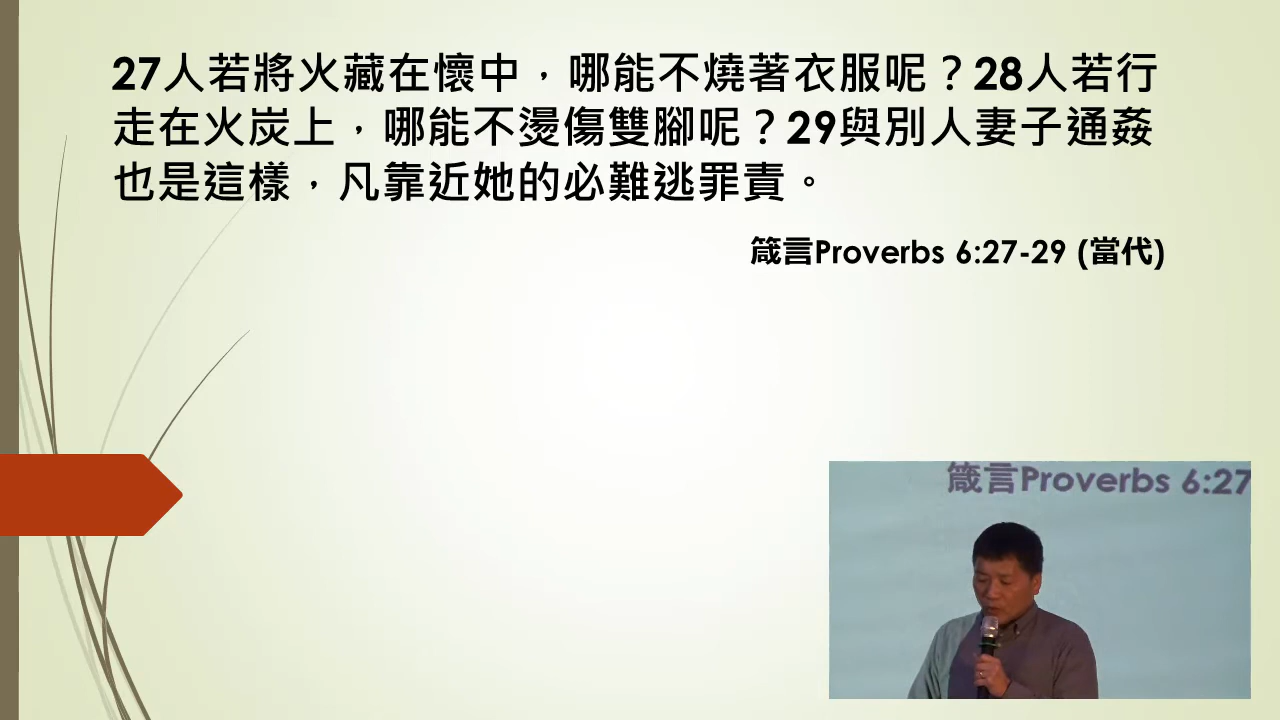 27人若將火藏在懷中，哪能不燒著衣服呢？28人若行
走在火炭上，哪能不燙傷雙腳呢？29與別人妻子通姦
也是這樣，凡靠近她的必難逃罪責。
箴言Proverbs 6:27-29 (當代)
箴言Proverbs 6:27